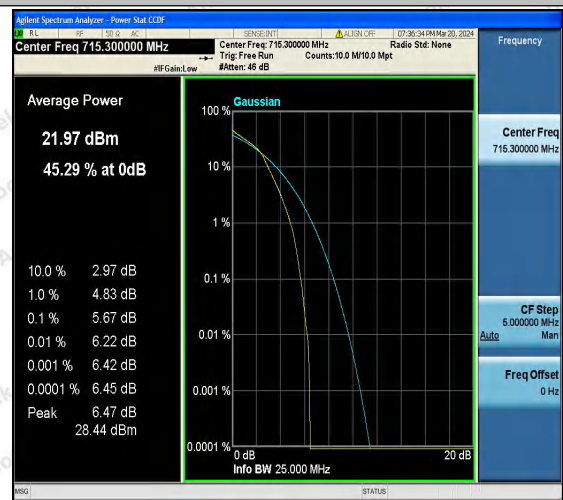 Agilent Spectrum Analyzer - Power Stat CCDF
RL RF 50 Ω AC SENSE:INT ALIGN OFF 07:36:34 PM Mar 20, 2024
Center Freq 715.300000 MHz
Center Freq: 715.300000 MHz Radio Std: None
Trig: Free Run Counts:10.0 M/10.0 Mpt
#IFGain:Low #Atten: 46 dB
Frequency
Average Power
21.97 dBm
45.29 % at 0dB
10.0 % 2.97 dB
1.0 % 4.83 dB
0.1 % 5.67 dB
0.01 % 6.22 dB
0.001 % 6.42 dB
0.0001 % 6.45 dB
Peak 6.47 dB
28.44 dBm
Gaussian
100 %
10 %
1 %
0.1 %
0.01 %
0.001 %
0.0001 %
0 dB 20 dB
Info BW 25.000 MHz
Center Freq
715.300000 MHz
CF Step
5.000000 MHz
Auto Man
Freq Offset
0 Hz
MSG STATUS